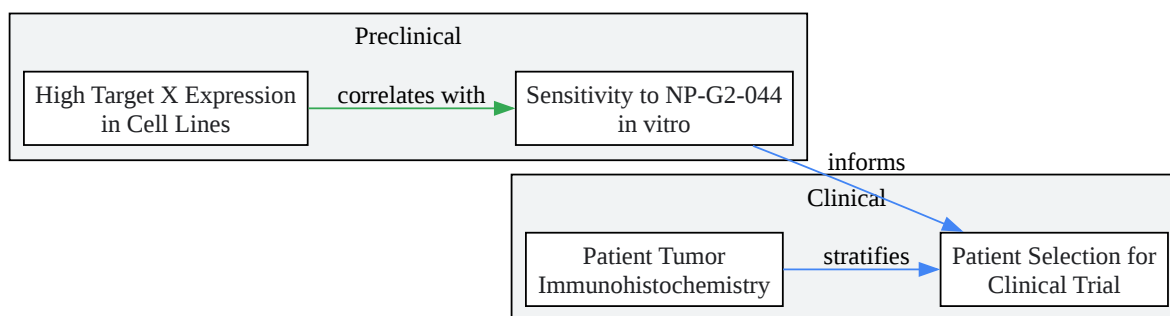 Preclinical
High Target X Expression
in Cell Lines
correlates with
Sensitivity to NP-G2-044
in vitro
informs
Clinical
Patient Tumor
Immunohistochemistry
stratifies
Patient Selection for
Clinical Trial